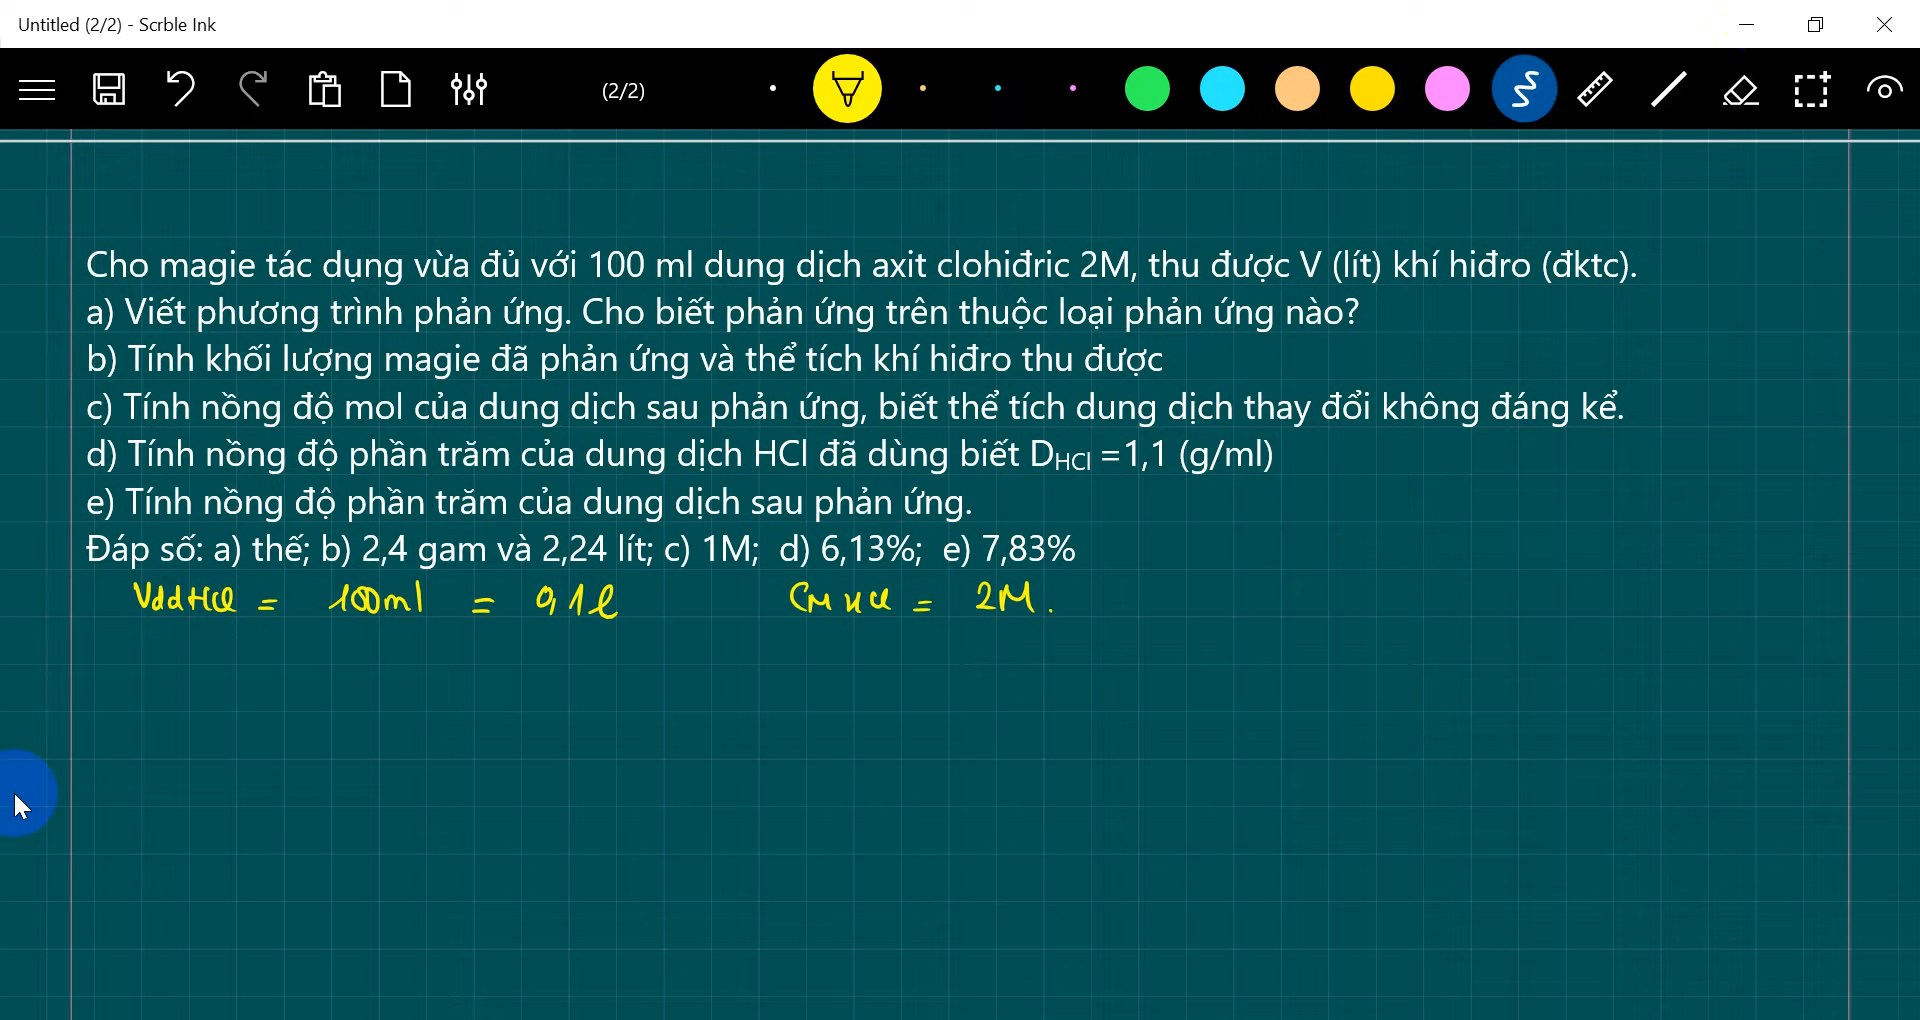 Untitled (2/2) - Scrble Ink
(2/2)
Cho magie tác dụng vừa đủ với 100 ml dung dịch axit clohiđric 2M, thu được V (lít) khí hiđro (đktc).
a) Viết phương trình phản ứng. Cho biết phản ứng trên thuộc loại phản ứng nào?
b) Tính khối lượng magie đã phản ứng và thể tích khí hiđro thu được
c) Tính nồng độ mol của dung dịch sau phản ứng, biết thể tích dung dịch thay đổi không đáng kể.
d) Tính nồng độ phần trăm của dung dịch HCl đã dùng biết DHCl =1,1 (g/ml)
e) Tính nồng độ phần trăm của dung dịch sau phản ứng.
Đáp số: a) thế; b) 2,4 gam và 2,24 lít; c) 1M; d) 6,13%; e) 7,83%
VddHCl = 100ml = 0,1l CM HCl = 2M.